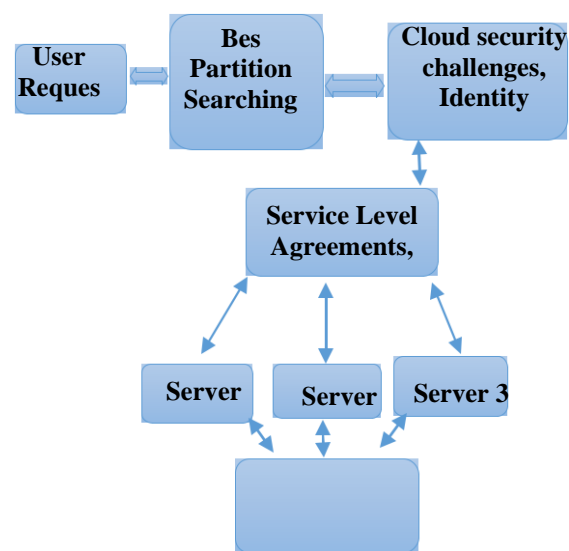 User
Reques
Bes
Partition
Searching
Cloud security
challenges,
Identity
Service Level
Agreements,
Server
Server
Server 3